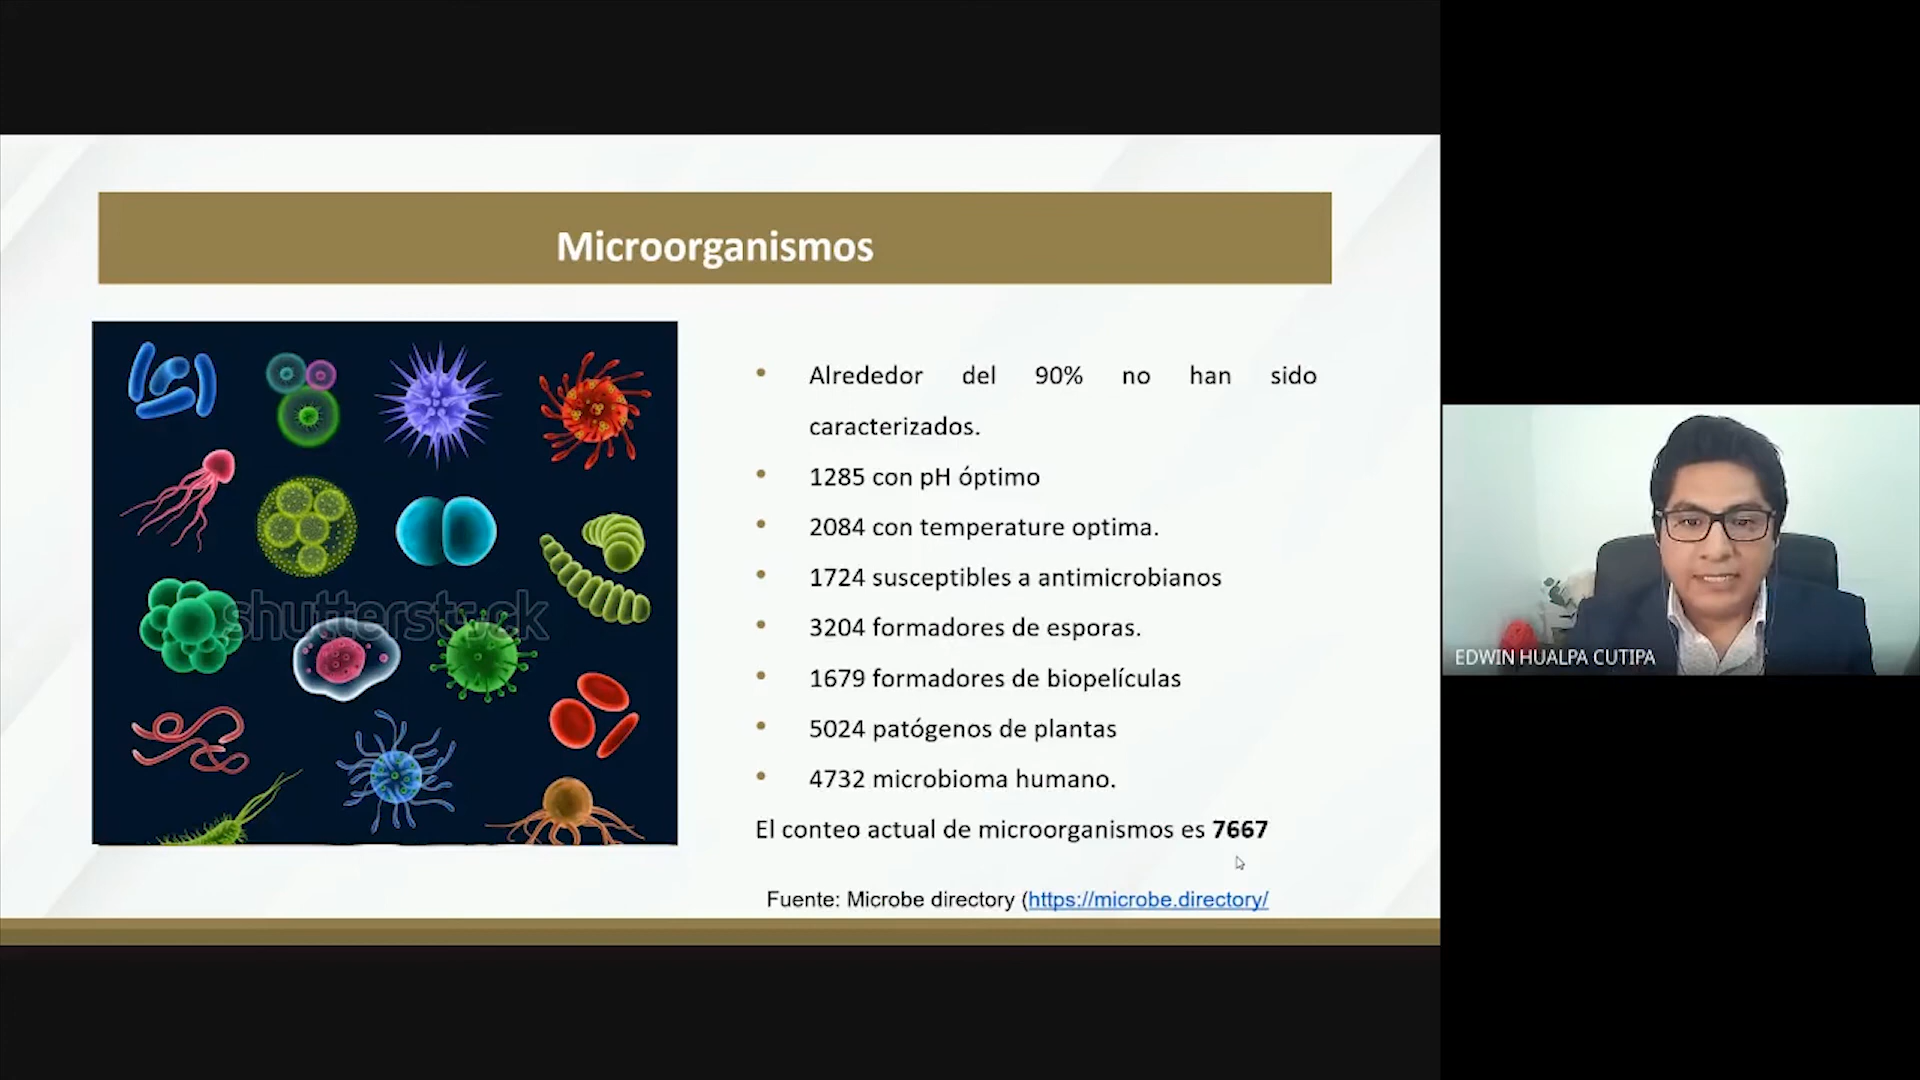 Microorganismos
Alrededor del 90% no han sido
caracterizados.
1285 con pH óptimo
2084 con temperature optima.
1724 susceptibles a antimicrobianos
3204 formadores de esporas.
1679 formadores de biopelículas
5024 patógenos de plantas
4732 microbioma humano.
El conteo actual de microorganismos es 7667
Fuente: Microbe directory (https://microbe.directory/
shutterstock
EDWIN HUALPA CUTIPA